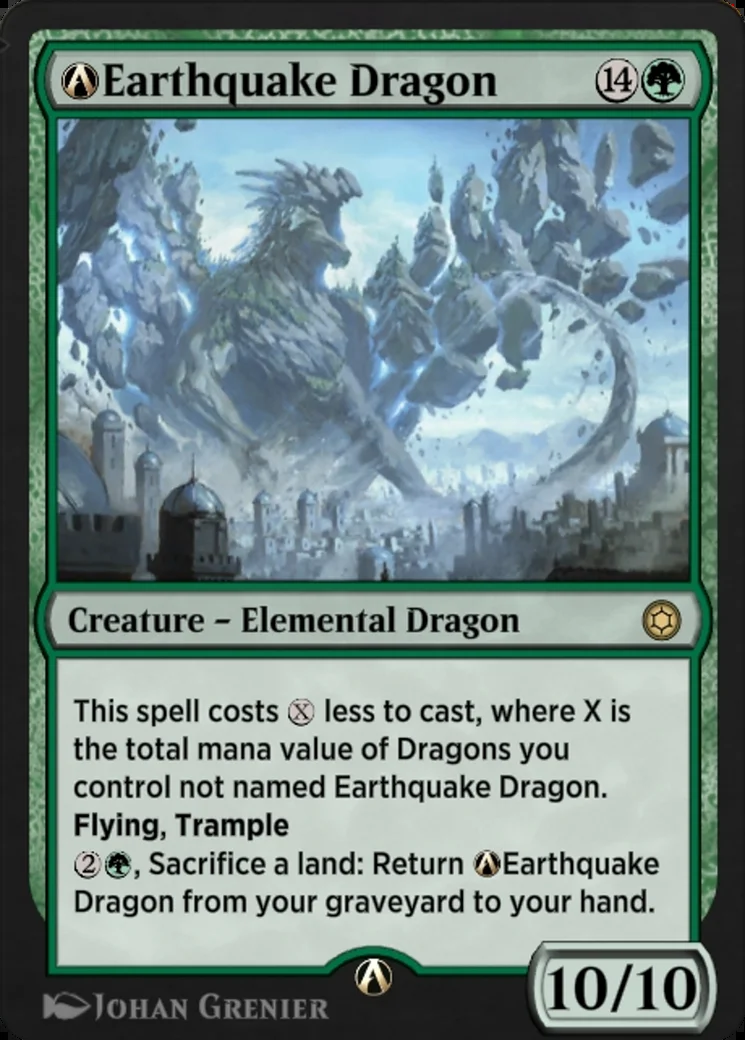 Earthquake Dragon 14
Creature – Elemental Dragon
This spell costs X less to cast, where X is
the total mana value of Dragons you
control not named Earthquake Dragon.
Flying, Trample
2, Sacrifice a land: Return Earthquake
Dragon from your graveyard to your hand.
10/10
Johan Grenier